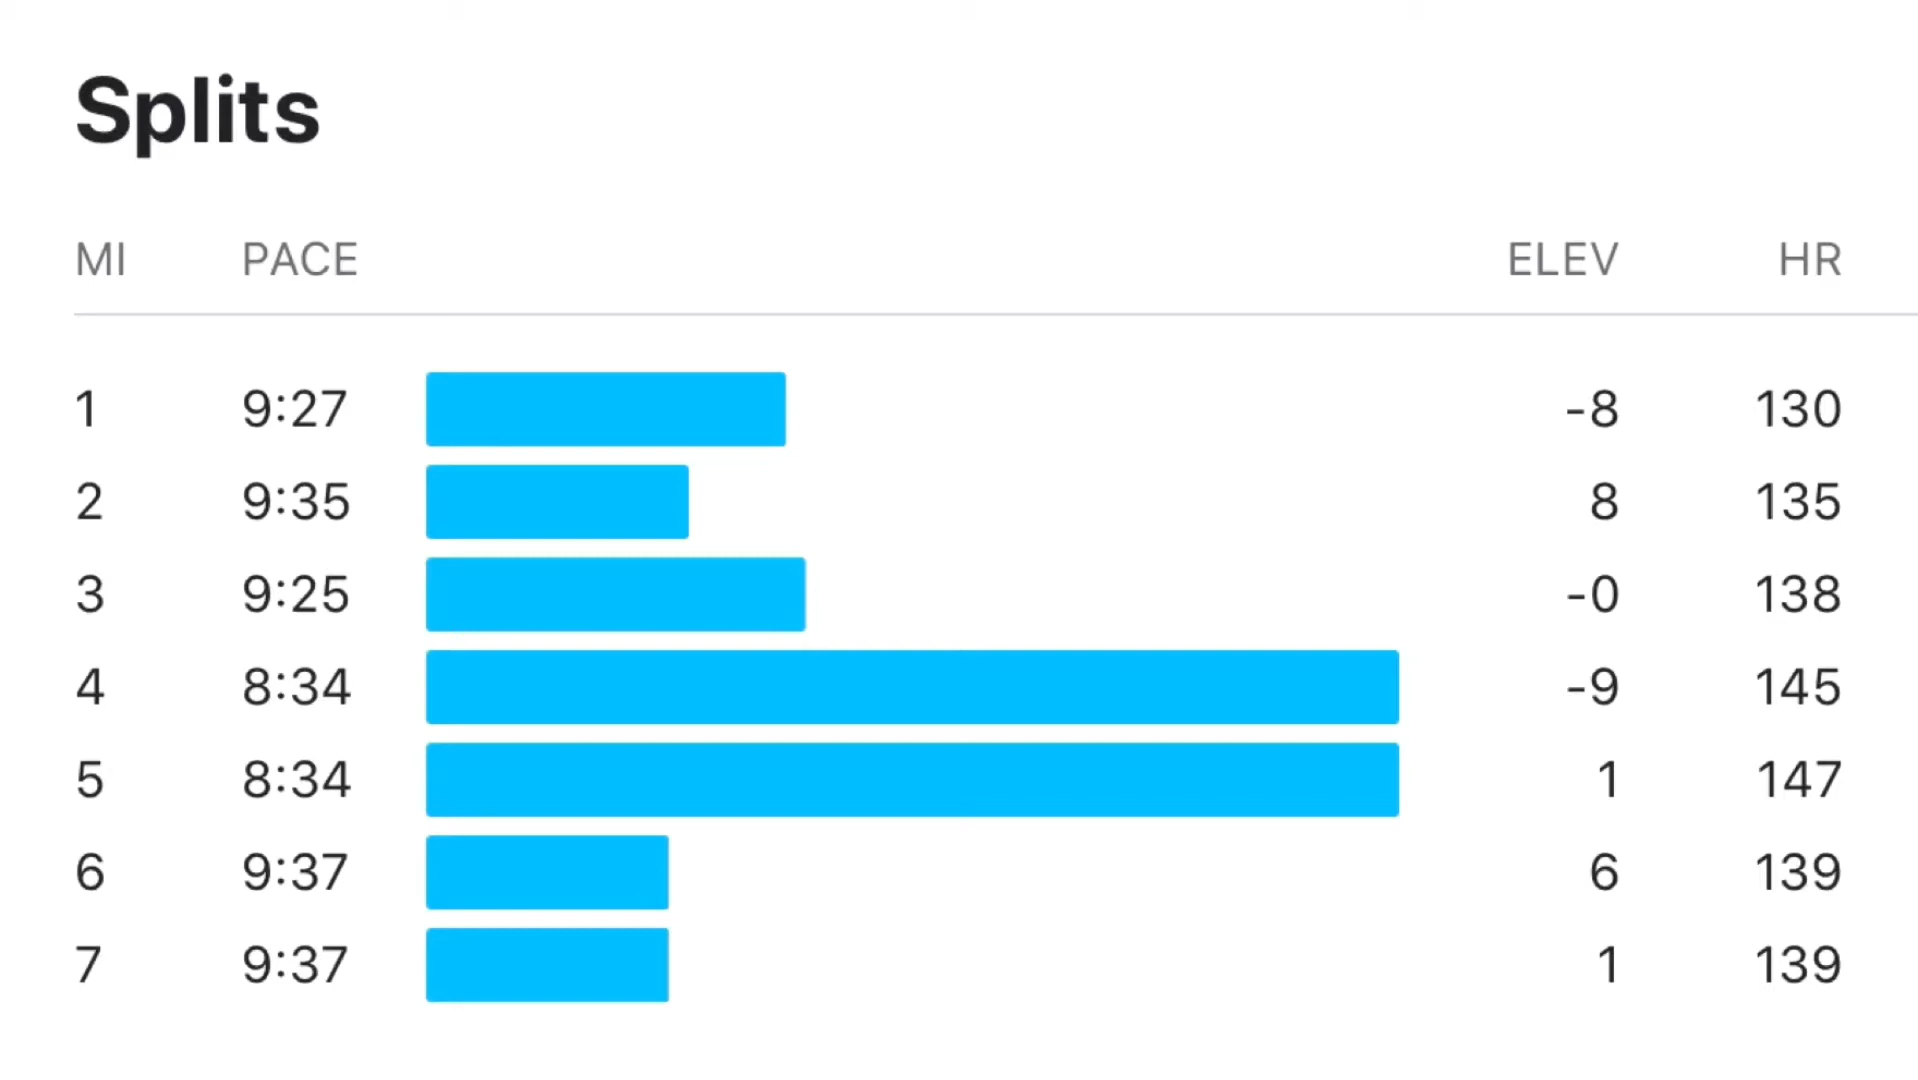 Splits
MI PACE ELEV HR
1 9:27 -8 130
2 9:35 8 135
3 9:25 -0 138
4 8:34 -9 145
5 8:34 1 147
6 9:37 6 139
7 9:37 1 139